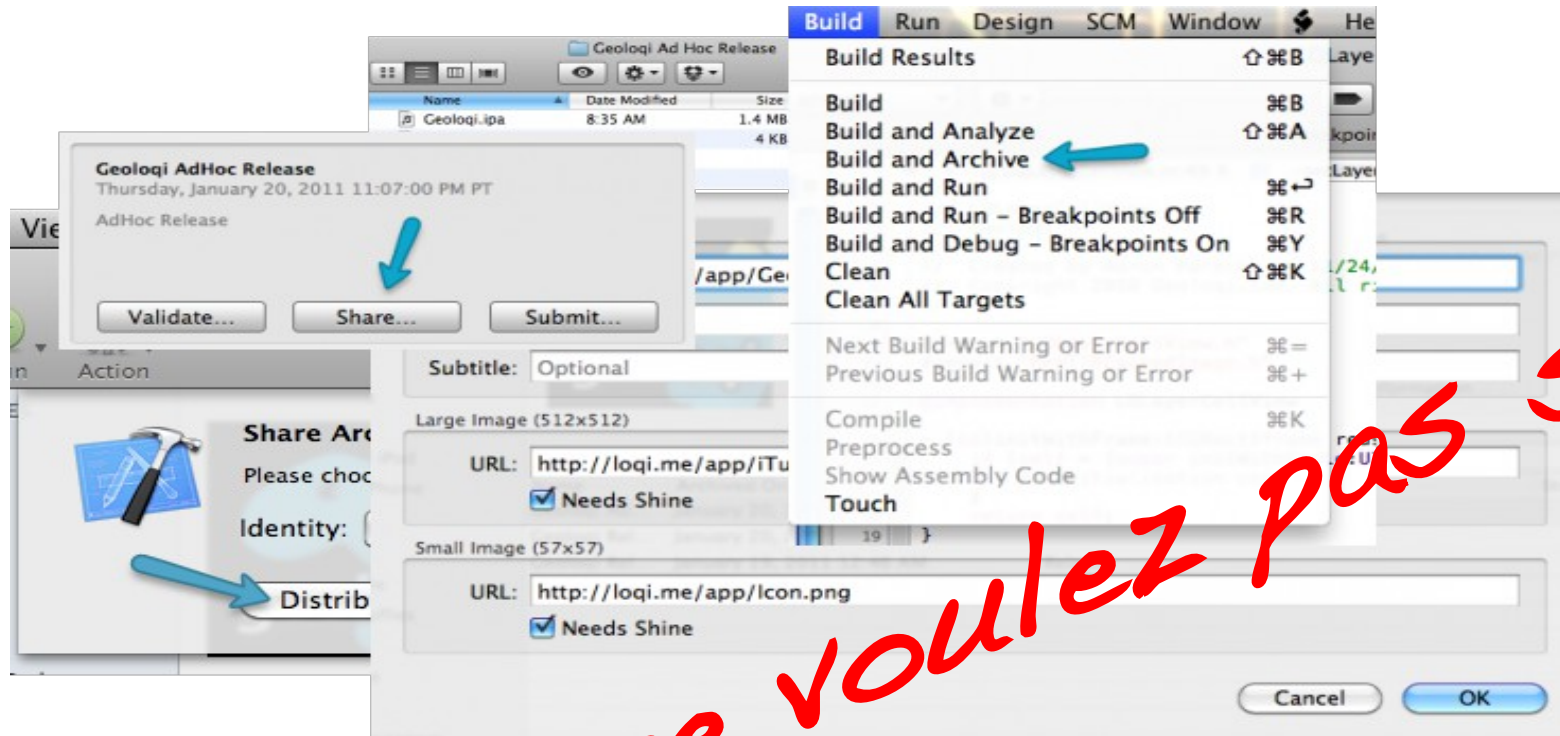 Build Run Design SCM Window He
Build Results ⇧⌘B
Build ⌘B
Build and Analyze ⇧⌘A
Build and Archive
Build and Run ⌘↩
Build and Run – Breakpoints Off ⌘R
Build and Debug – Breakpoints On ⌘Y
Clean ⇧⌘K
Clean All Targets
Next Build Warning or Error ⌘=
Previous Build Warning or Error ⌘+
Compile ⌘K
Preprocess
Show Assembly Code
Touch
Geoloqi Ad Hoc Release
Name Date Modified Size
Geoloqi.ipa 8:35 AM 1.4 MB
4 KB
Geoloqi AdHoc Release
Thursday, January 20, 2011 11:07:00 PM PT
AdHoc Release
Validate... Share... Submit...
Vie
Action
Share Arc
Please choc
Identity:
Distrib
/app/Ge
Subtitle: Optional
Large Image (512x512)
URL: http://loqi.me/app/iTu
Needs Shine
Small Image (57x57)
URL: http://loqi.me/app/Icon.png
Needs Shine
Cancel OK
19 }
voulez pas